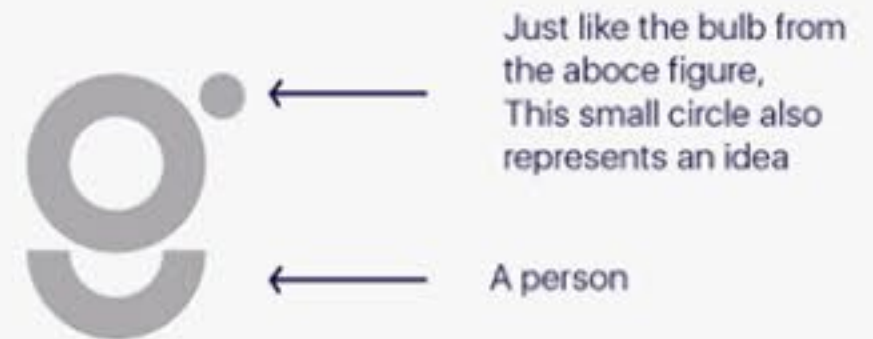 Just like the bulb from
the aboce figure,
This small circle also
represents an idea
A person